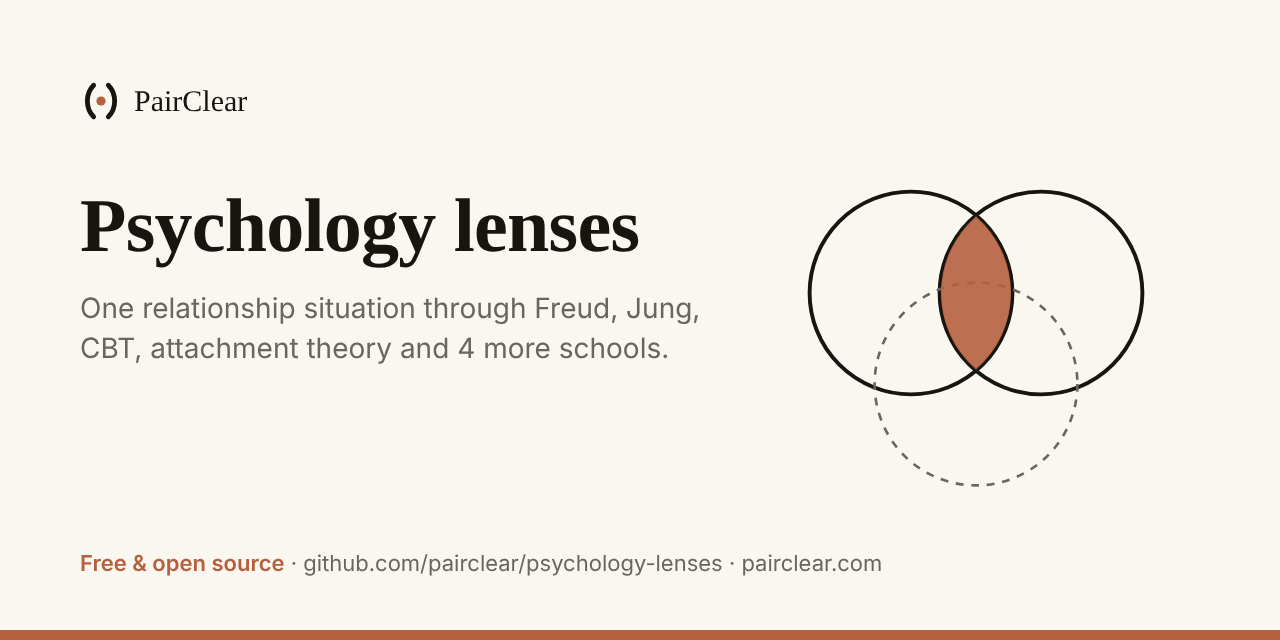 PairClear
Psychology lenses
One relationship situation through Freud, Jung,
CBT, attachment theory and 4 more schools.
Free & open source · github.com/pairclear/psychology-lenses · pairclear.com